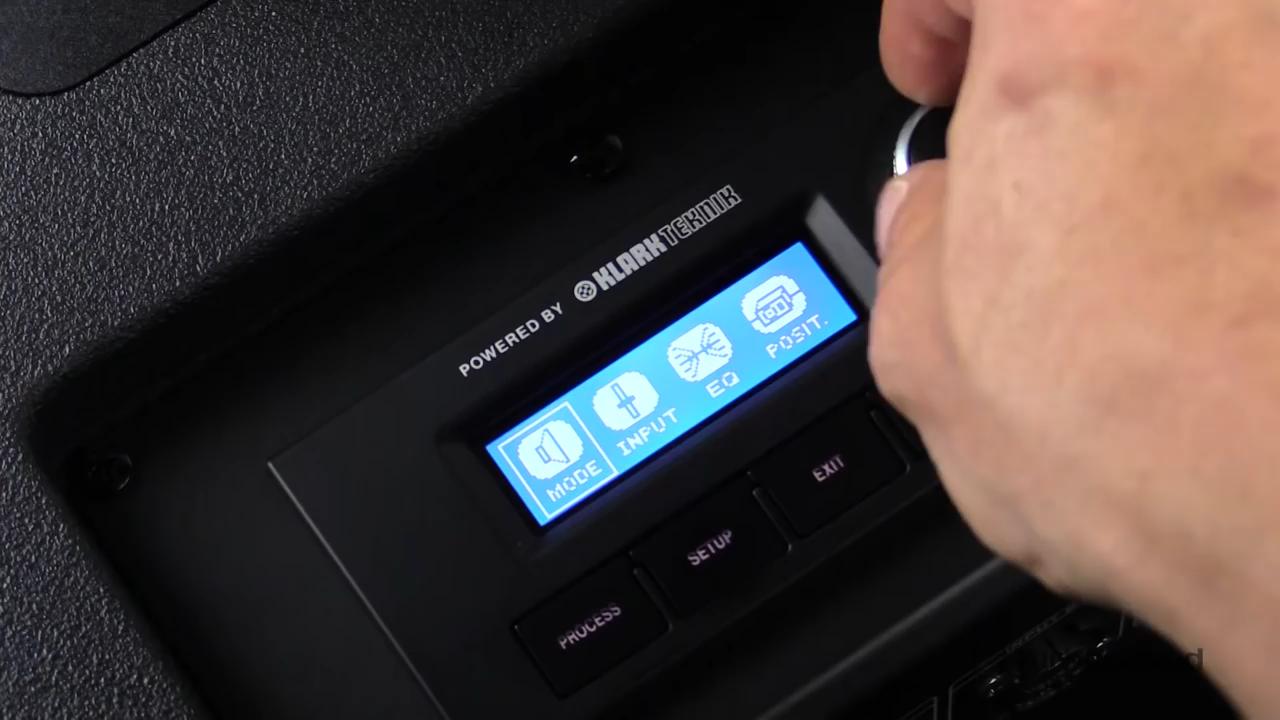 POWERED BY KLARK TEKNIK
MODE INPUT EQ POSIT.
PROCESS SETUP EXIT